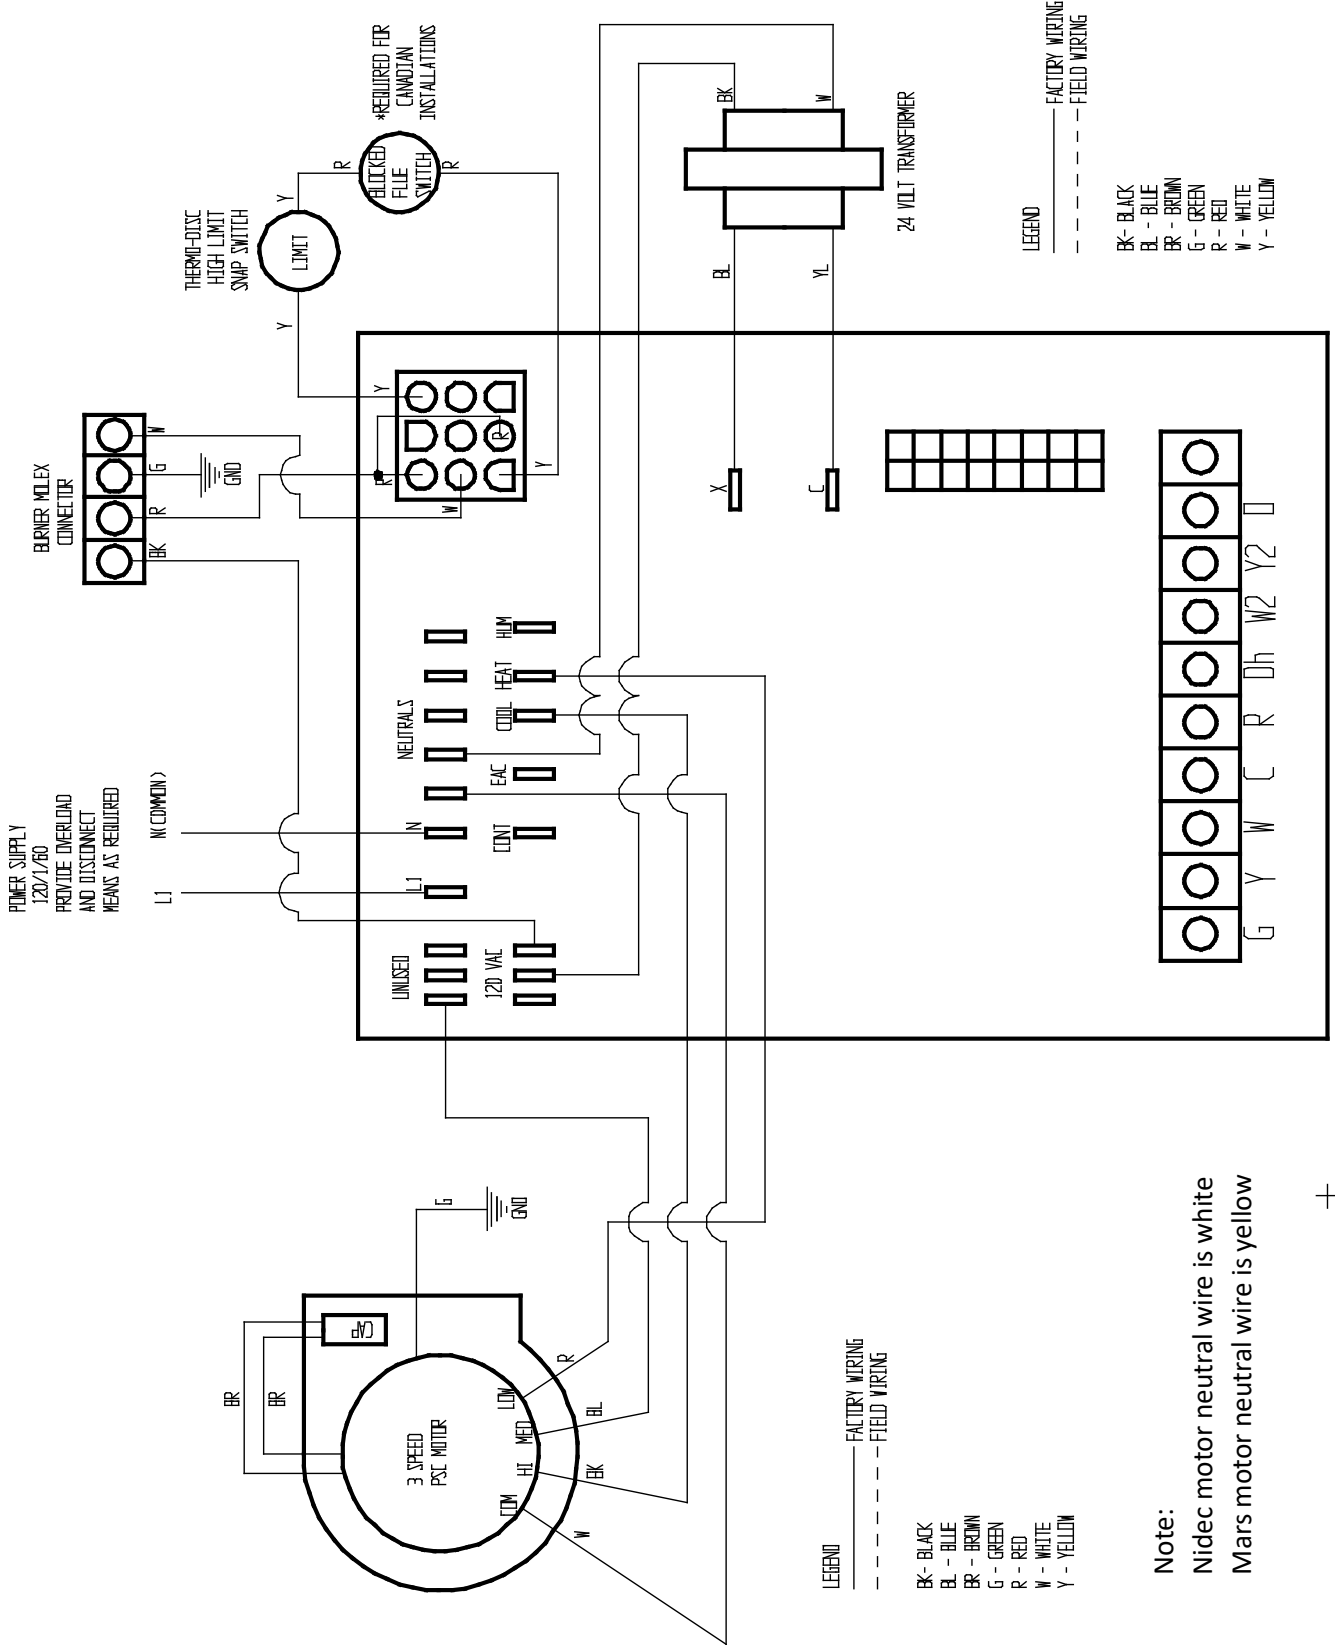 POWER SUPPLY
120/1/60
PROVIDE OVERLOAD
AND DISCONNECT
MEANS AS REQUIRED
L1
N(COMMON)
BURNER MOLEX
CONNECTOR
BK
R
G
W
GND
THERMO-DISC
HIGH LIMIT
SNAP SWITCH
LIMIT
Y
Y
*REQUIRED FOR
CANADIAN
INSTALLATIONS
BLOCKED
FLUE
SWITCH
R
R
Y
R
R
W
Y
BR
BR
CAP
3 SPEED
PSC MOTOR
COM
HI
MED
LOW
W
BK
BL
R
G
GND
UNUSED
120 VAC
L1
N
NEUTRALS
CONT
EAC
COOL
HEAT
HUM
BK
W
24 VOLT TRANSFORMER
BL
YL
X
C
G
Y
W
C
R
Dh
W2
Y2
O
LEGEND
FACTORY WIRING
FIELD WIRING
BK- BLACK
BL - BLUE
BR - BROWN
G - GREEN
R - RED
W - WHITE
Y - YELLOW
LEGEND
FACTORY WIRING
FIELD WIRING
BK- BLACK
BL - BLUE
BR - BROWN
G - GREEN
R - RED
W - WHITE
Y - YELLOW
Note:
Nidec motor neutral wire is white
Mars motor neutral wire is yellow